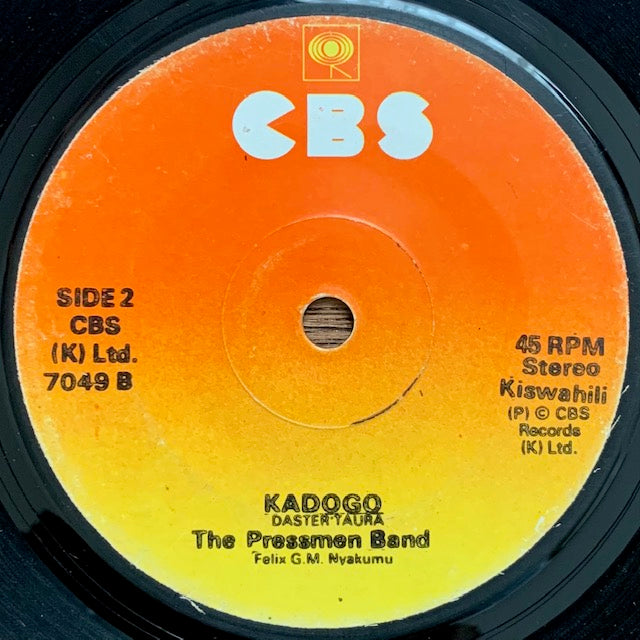 CBS
SIDE 2
CBS
(K) Ltd.
7049 B
45 RPM
Stereo
Kiswahili
(P) © CBS
Records
(K) Ltd.
KADOGO
DASTER YAURA
The Pressmen Band
Felix G.M. Nyakumu